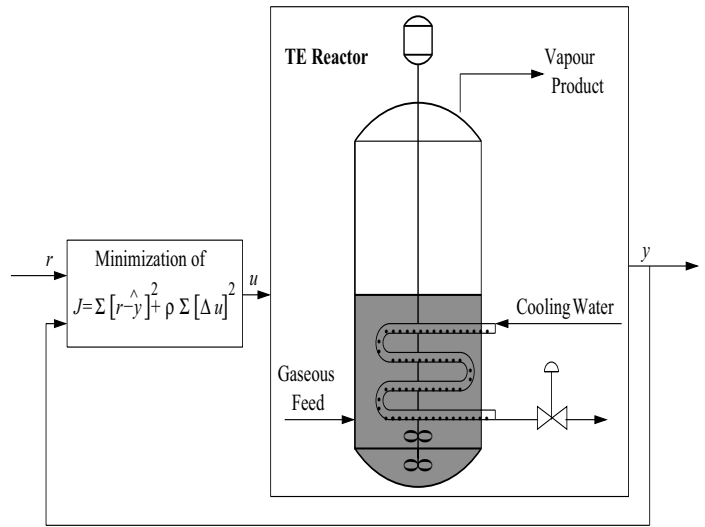 TE Reactor
Vapour
Product
r
Minimization of
J=Σ[r-ŷ]²+ ρ Σ[Δu]²
u
y
Cooling Water
Gaseous
Feed